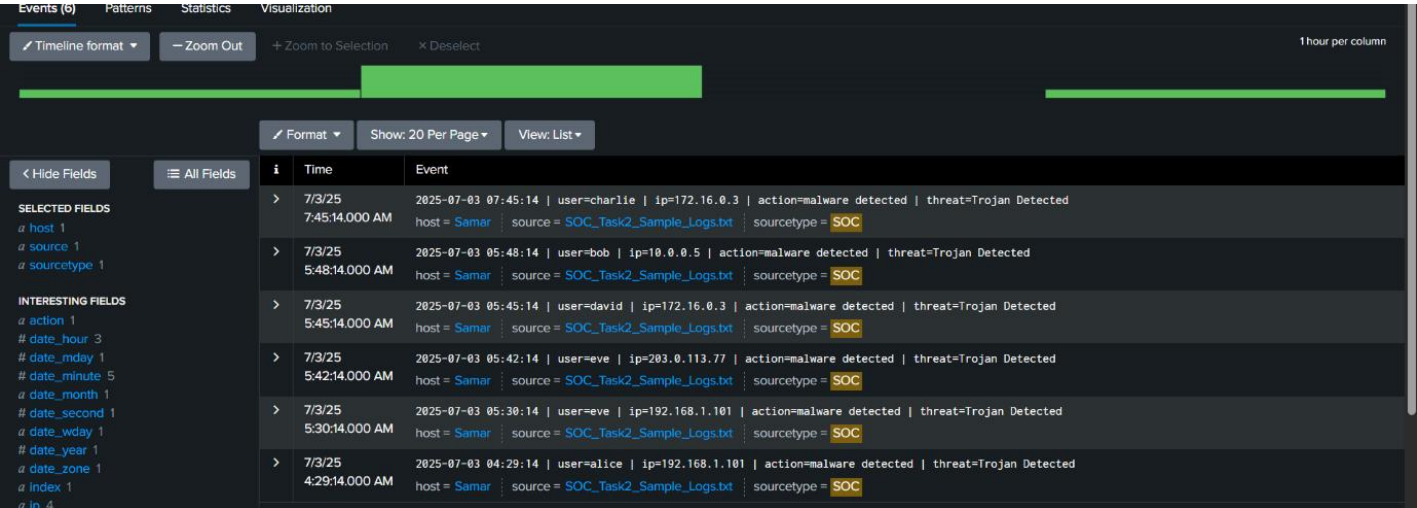 Events (6) Patterns Statistics Visualization
Timeline format — Zoom Out + Zoom to Selection × Deselect 1 hour per column
Format Show: 20 Per Page View: List
< Hide Fields All Fields
SELECTED FIELDS
a host 1
a source 1
a sourcetype 1
INTERESTING FIELDS
a action 1
# date_hour 3
# date_mday 1
# date_minute 5
a date_month 1
# date_second 1
a date_wday 1
# date_year 1
a date_zone 1
a index 1
a ip 4
i Time Event
> 7/3/25 2025-07-03 07:45:14 | user=charlie | ip=172.16.0.3 | action=malware detected | threat=Trojan Detected
7:45:14.000 AM host = Samar source = SOC_Task2_Sample_Logs.txt sourcetype = SOC
> 7/3/25 2025-07-03 05:48:14 | user=bob | ip=10.0.0.5 | action=malware detected | threat=Trojan Detected
5:48:14.000 AM host = Samar source = SOC_Task2_Sample_Logs.txt sourcetype = SOC
> 7/3/25 2025-07-03 05:45:14 | user=david | ip=172.16.0.3 | action=malware detected | threat=Trojan Detected
5:45:14.000 AM host = Samar source = SOC_Task2_Sample_Logs.txt sourcetype = SOC
> 7/3/25 2025-07-03 05:42:14 | user=eve | ip=203.0.113.77 | action=malware detected | threat=Trojan Detected
5:42:14.000 AM host = Samar source = SOC_Task2_Sample_Logs.txt sourcetype = SOC
> 7/3/25 2025-07-03 05:30:14 | user=eve | ip=192.168.1.101 | action=malware detected | threat=Trojan Detected
5:30:14.000 AM host = Samar source = SOC_Task2_Sample_Logs.txt sourcetype = SOC
> 7/3/25 2025-07-03 04:29:14 | user=alice | ip=192.168.1.101 | action=malware detected | threat=Trojan Detected
4:29:14.000 AM host = Samar source = SOC_Task2_Sample_Logs.txt sourcetype = SOC